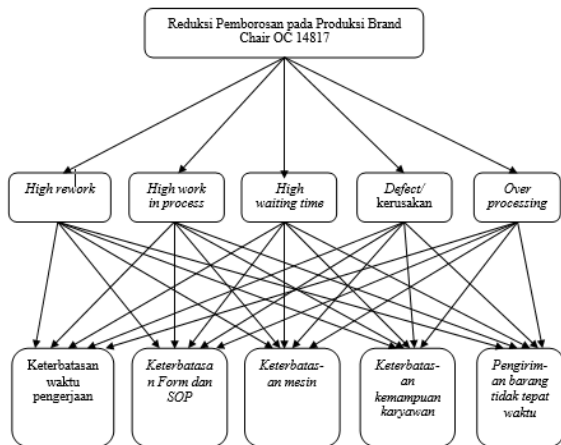 Reduksi Pemborosan pada Produksi Brand
Chair OC 14817
High rework
High work
in process
High
waiting time
Defect/
kerusakan
Over
processing
Keterbatasan
waktu
pengerjaan
Keterbatasa
n Form dan
SOP
Keterbatas-
an mesin
Keterbatas-
an
kemampuan
karyawan
Pengirim-
an barang
tidak tepat
waktu